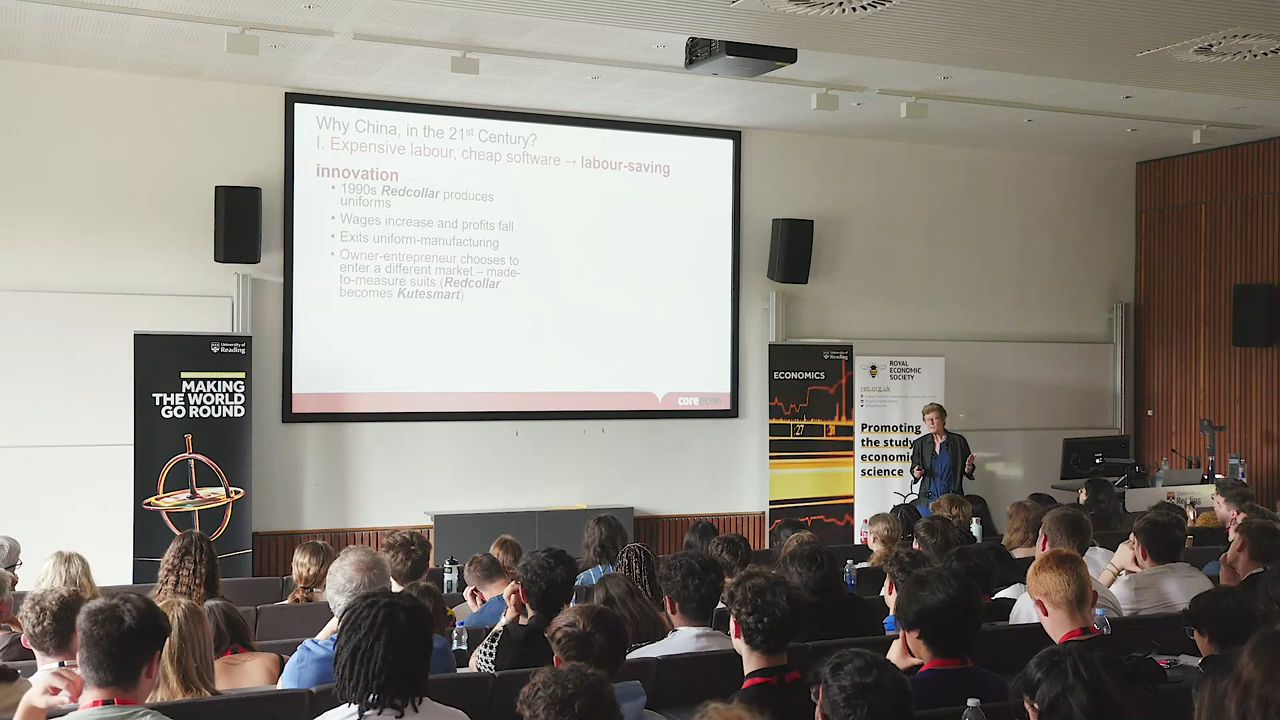 Why China, in the 21st Century?
I. Expensive labour, cheap software → labour-saving
innovation
• 1990s Redcollar produces
uniforms
• Wages increase and profits fall
• Exits uniform-manufacturing
• Owner-entrepreneur chooses to
enter a different market – made-
to-measure suits (Redcollar
becomes Kutesmart)
coreecon
University of
Reading
MAKING
THE WORLD
GO ROUND
University of
Reading
ECONOMICS
:27
ROYAL
ECONOMIC
SOCIETY
res.org.uk
Promoting
the study
economic
science
Reading